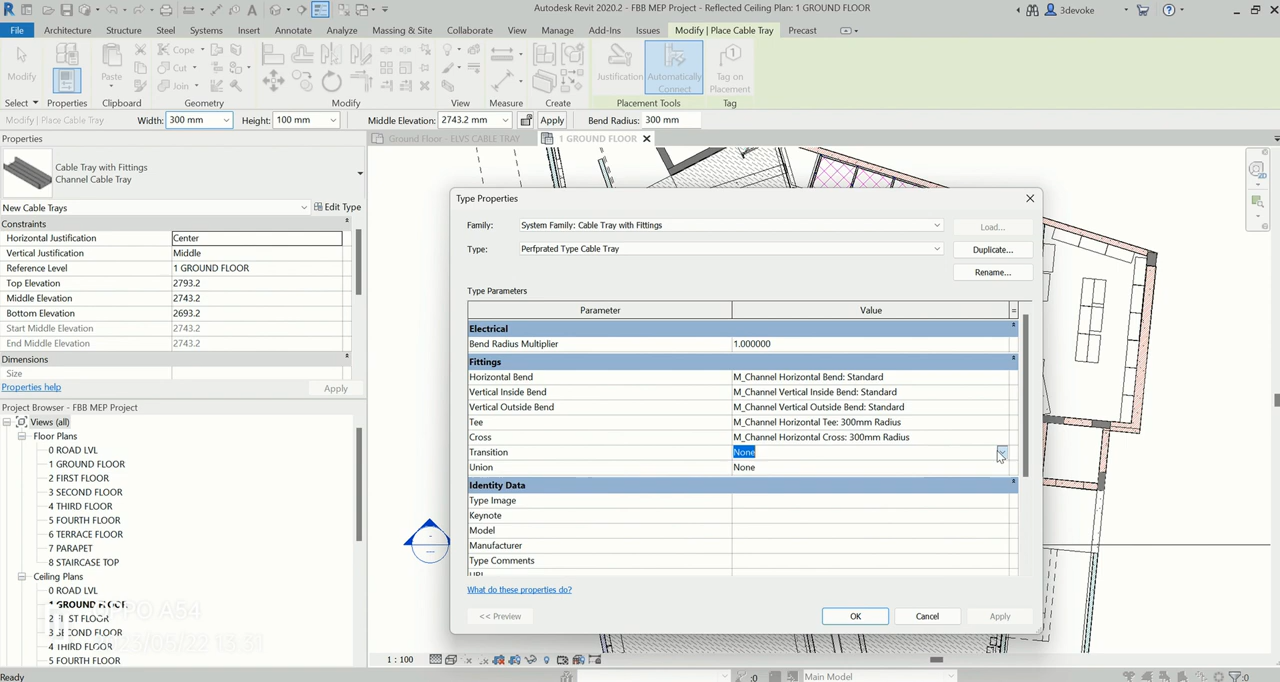 Autodesk Revit 2020.2 - FBB MEP Project - Reflected Ceiling Plan: 1 GROUND FLOOR
3devoke
File Architecture Structure Steel Systems Insert Annotate Analyze Massing & Site Collaborate View Manage Add-Ins Issues Modify | Place Cable Tray Precast
Modify Paste Cope Cut Join Justification Automatically Connect Tag on Placement
Select Properties Clipboard Geometry Modify View Measure Create Placement Tools Tag
Modify | Place Cable Tray Width: 300 mm Height: 100 mm Middle Elevation: 2743.2 mm Apply Bend Radius: 300 mm
Properties
Ground Floor - ELVS CABLE TRAY 1 GROUND FLOOR
Cable Tray with Fittings
Channel Cable Tray
New Cable Trays Edit Type
Constraints
Horizontal Justification Center
Vertical Justification Middle
Reference Level 1 GROUND FLOOR
Top Elevation 2793.2
Middle Elevation 2743.2
Bottom Elevation 2693.2
Start Middle Elevation 2743.2
End Middle Elevation 2743.2
Dimensions
Size
Properties help Apply
Project Browser - FBB MEP Project
Views (all)
Floor Plans
0 ROAD LVL
1 GROUND FLOOR
2 FIRST FLOOR
3 SECOND FLOOR
4 THIRD FLOOR
5 FOURTH FLOOR
6 TERRACE FLOOR
7 PARAPET
8 STAIRCASE TOP
Ceiling Plans
0 ROAD LVL
1 GROUND FLOOR
2 FIRST FLOOR
3 SECOND FLOOR
4 THIRD FLOOR
5 FOURTH FLOOR
Type Properties
Family: System Family: Cable Tray with Fittings Load...
Type: Perfprated Type Cable Tray Duplicate...
Rename...
Type Parameters
Parameter Value =
Electrical
Bend Radius Multiplier 1.000000
Fittings
Horizontal Bend M_Channel Horizontal Bend: Standard
Vertical Inside Bend M_Channel Vertical Inside Bend: Standard
Vertical Outside Bend M_Channel Vertical Outside Bend: Standard
Tee M_Channel Horizontal Tee: 300mm Radius
Cross M_Channel Horizontal Cross: 300mm Radius
Transition None
Union None
Identity Data
Type Image
Keynote
Model
Manufacturer
Type Comments
URL
What do these properties do?
<< Preview OK Cancel Apply
1 : 100
Ready :0 Main Model :0